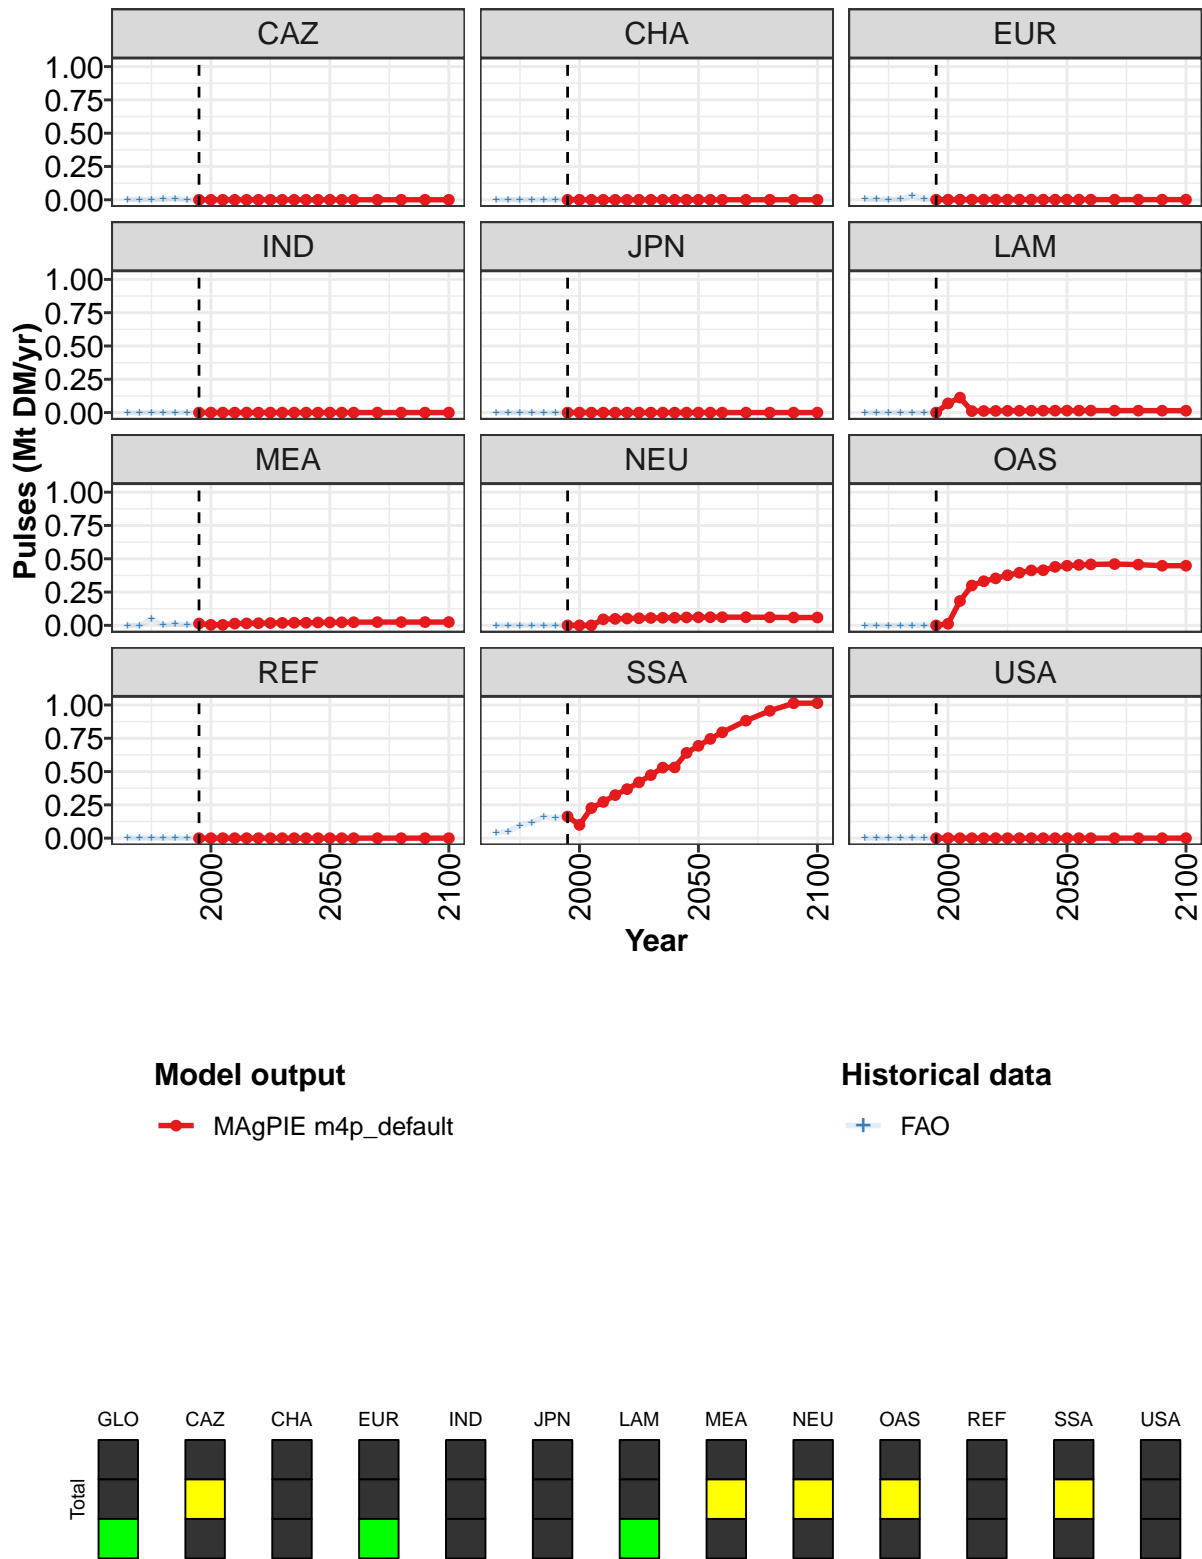 CAZ CHA EUR
1.00
0.75
0.50
0.25
0.00
IND JPN LAM
1.00
0.75
0.50
0.25
0.00
MEA NEU OAS
1.00
0.75
0.50
0.25
0.00
REF SSA USA
1.00
0.75
0.50
0.25
0.00
Pulses (Mt DM/yr)
2000 2050 2100 2000 2050 2100 2000 2050 2100
Year
Model output Historical data
MAgPIE m4p_default FAO
GLO CAZ CHA EUR IND JPN LAM MEA NEU OAS REF SSA USA
Total